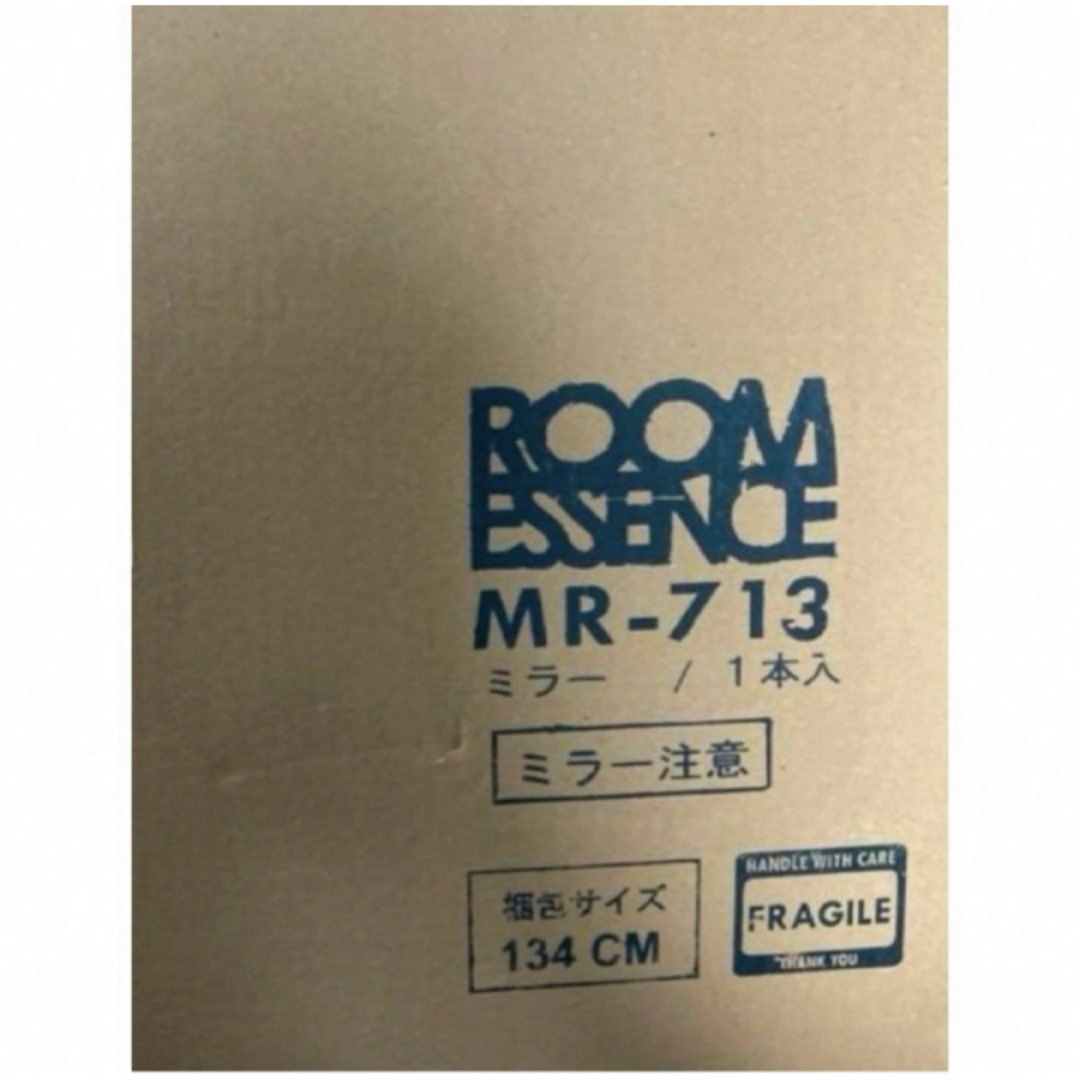 ROOM
ESSENCE
MR-713
ミラー / 1本入
ミラー注意
梱包サイズ
134 CM
HANDLE WITH CARE
FRAGILE
THANK YOU